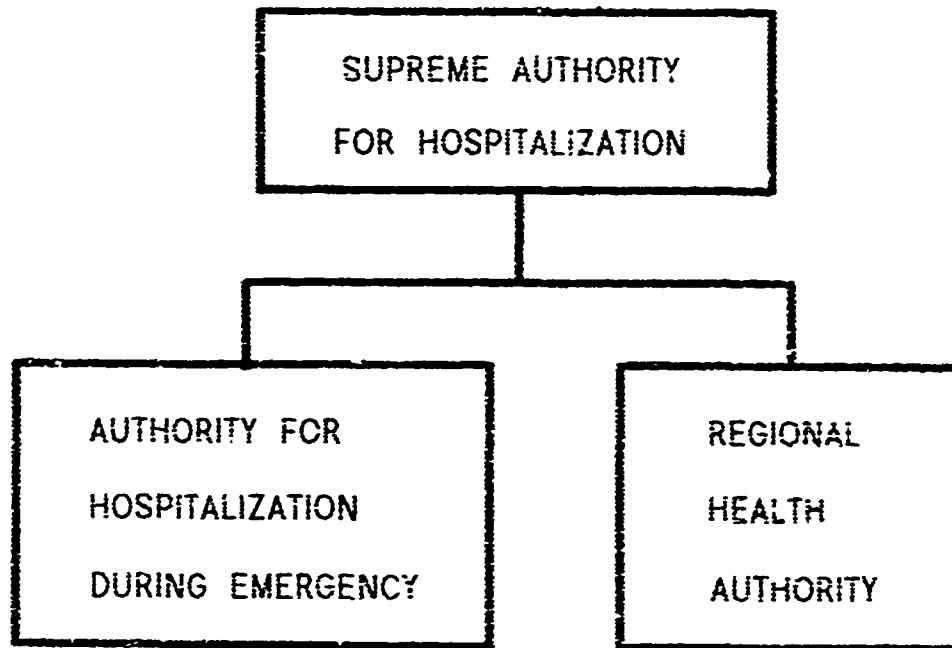 SUPREME AUTHORITY
FOR HOSPITALIZATION
AUTHORITY FOR
HOSPITALIZATION
DURING EMERGENCY
REGIONAL
HEALTH
AUTHORITY